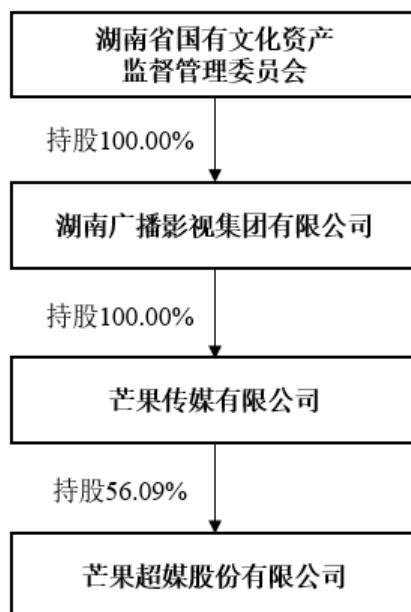 湖南省国有文化资产
监督管理委员会
持股100.00%
湖南广播影视集团有限公司
持股100.00%
芒果传媒有限公司
持股56.09%
芒果超媒股份有限公司